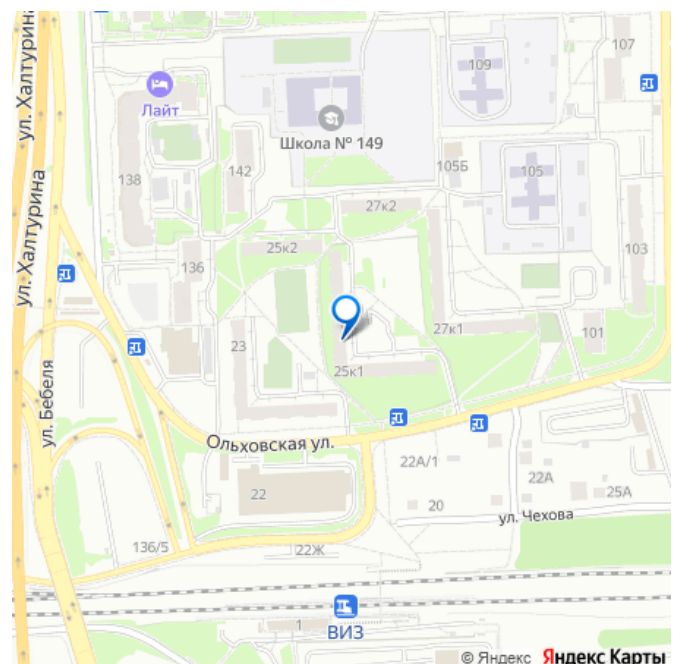 ул. Халтурина
107
109
Лайт
Школа № 149
138
142
105Б
105
27к2
ул. Халтурина
25к2
103
136
27к1
101
23
25к1
ул. Бебеля
Ольховская ул.
22А/1
22А
25А
22
20
ул. Чехова
136/5
22Ж
1
ВИЗ
© Яндекс Яндекс Карты